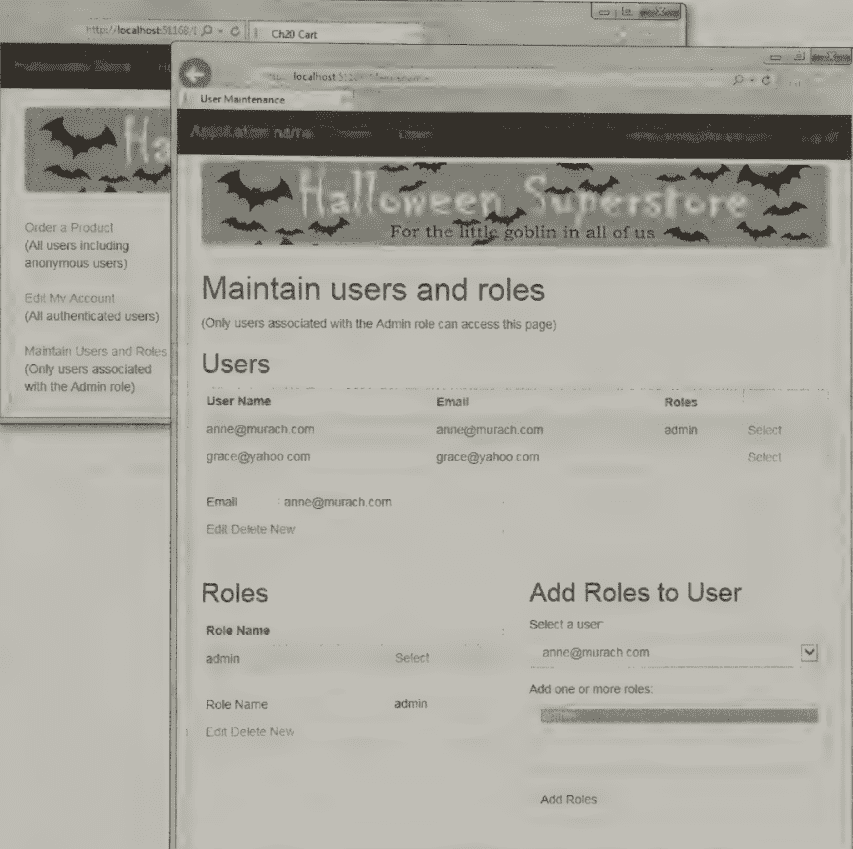 http://localhost:51168/
Ch20 Cart
Order a Product
(All users including
anonymous users)
Edit My Account
(All authenticated users)
Maintain Users and Roles
(Only users associated
with the Admin role)
localhost
User Maintenance
Application name
Halloween Superstore
For the little goblin in all of us
Maintain users and roles
(Only users associated with the Admin role can access this page)
Users
User Name Email Roles
anne@murach.com anne@murach.com admin Select
grace@yahoo.com grace@yahoo.com Select
Email anne@murach.com
Edit Delete New
Roles
Role Name
admin Select
Role Name admin
Edit Delete New
Add Roles to User
Select a user:
anne@murach.com
Add one or more roles:
Add Roles